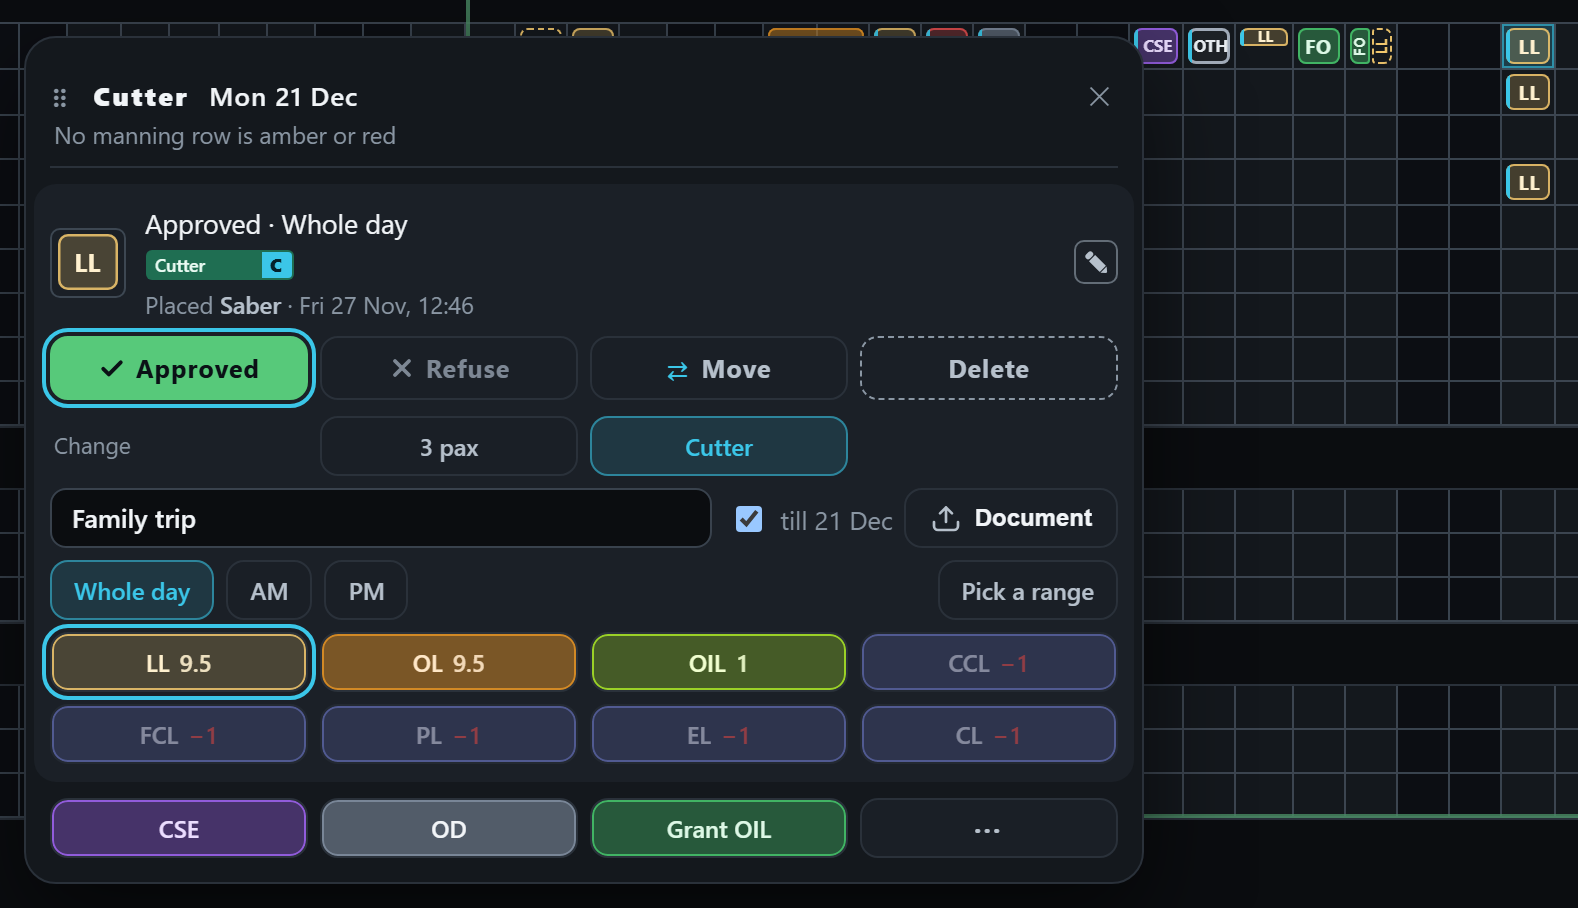 CSE
OTH
LL
FO
FO
LL
LL
LL
LL
Cutter Mon 21 Dec
No manning row is amber or red
LL
Approved · Whole day
Cutter C
Placed Saber · Fri 27 Nov, 12:46
Approved
Refuse
Move
Delete
Change
3 pax
Cutter
Family trip
till 21 Dec
Document
Whole day
AM
PM
Pick a range
LL 9.5
OL 9.5
OIL 1
CCL −1
FCL −1
PL −1
EL −1
CL −1
CSE
OD
Grant OIL
...